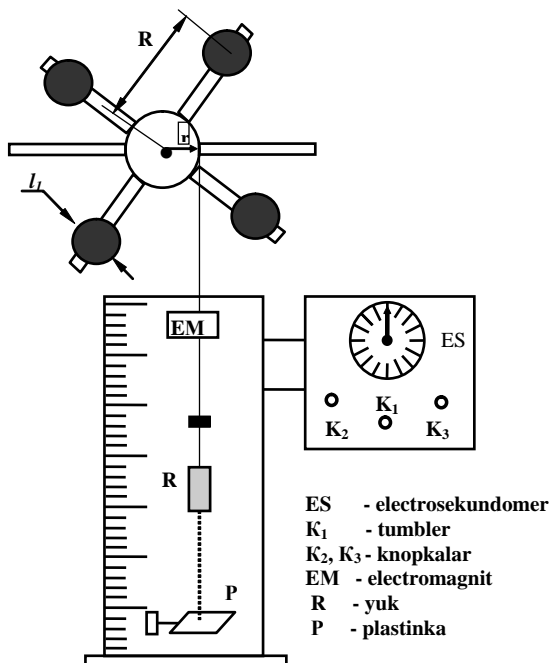 R
r
l₁
EM
ES
K₁
K₂ K₃
R
P
ES - electrosekundomer
K₁ - tumbler
K₂, K₃ - knopkalar
EM - electromagnit
R - yuk
P - plastinka